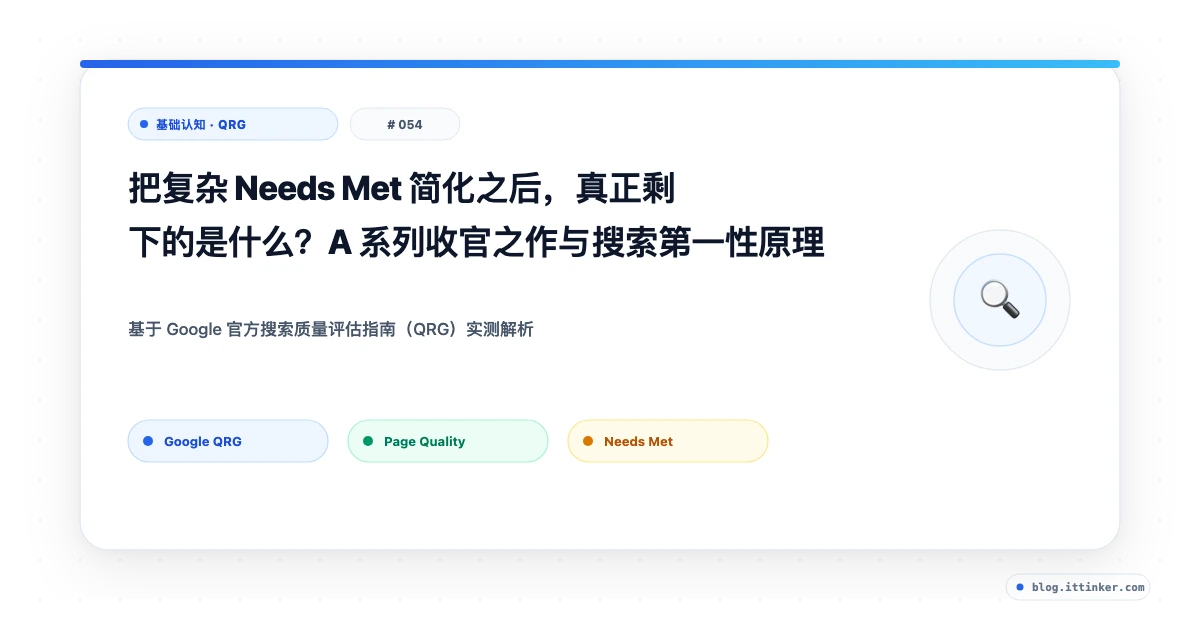 基础认知 · QRG
# 054
把复杂 Needs Met 简化之后，真正剩
下的是什么？A 系列收官之作与搜索第一性原理
基于 Google 官方搜索质量评估指南（QRG）实测解析
Google QRG
Page Quality
Needs Met
blog.ittinker.com